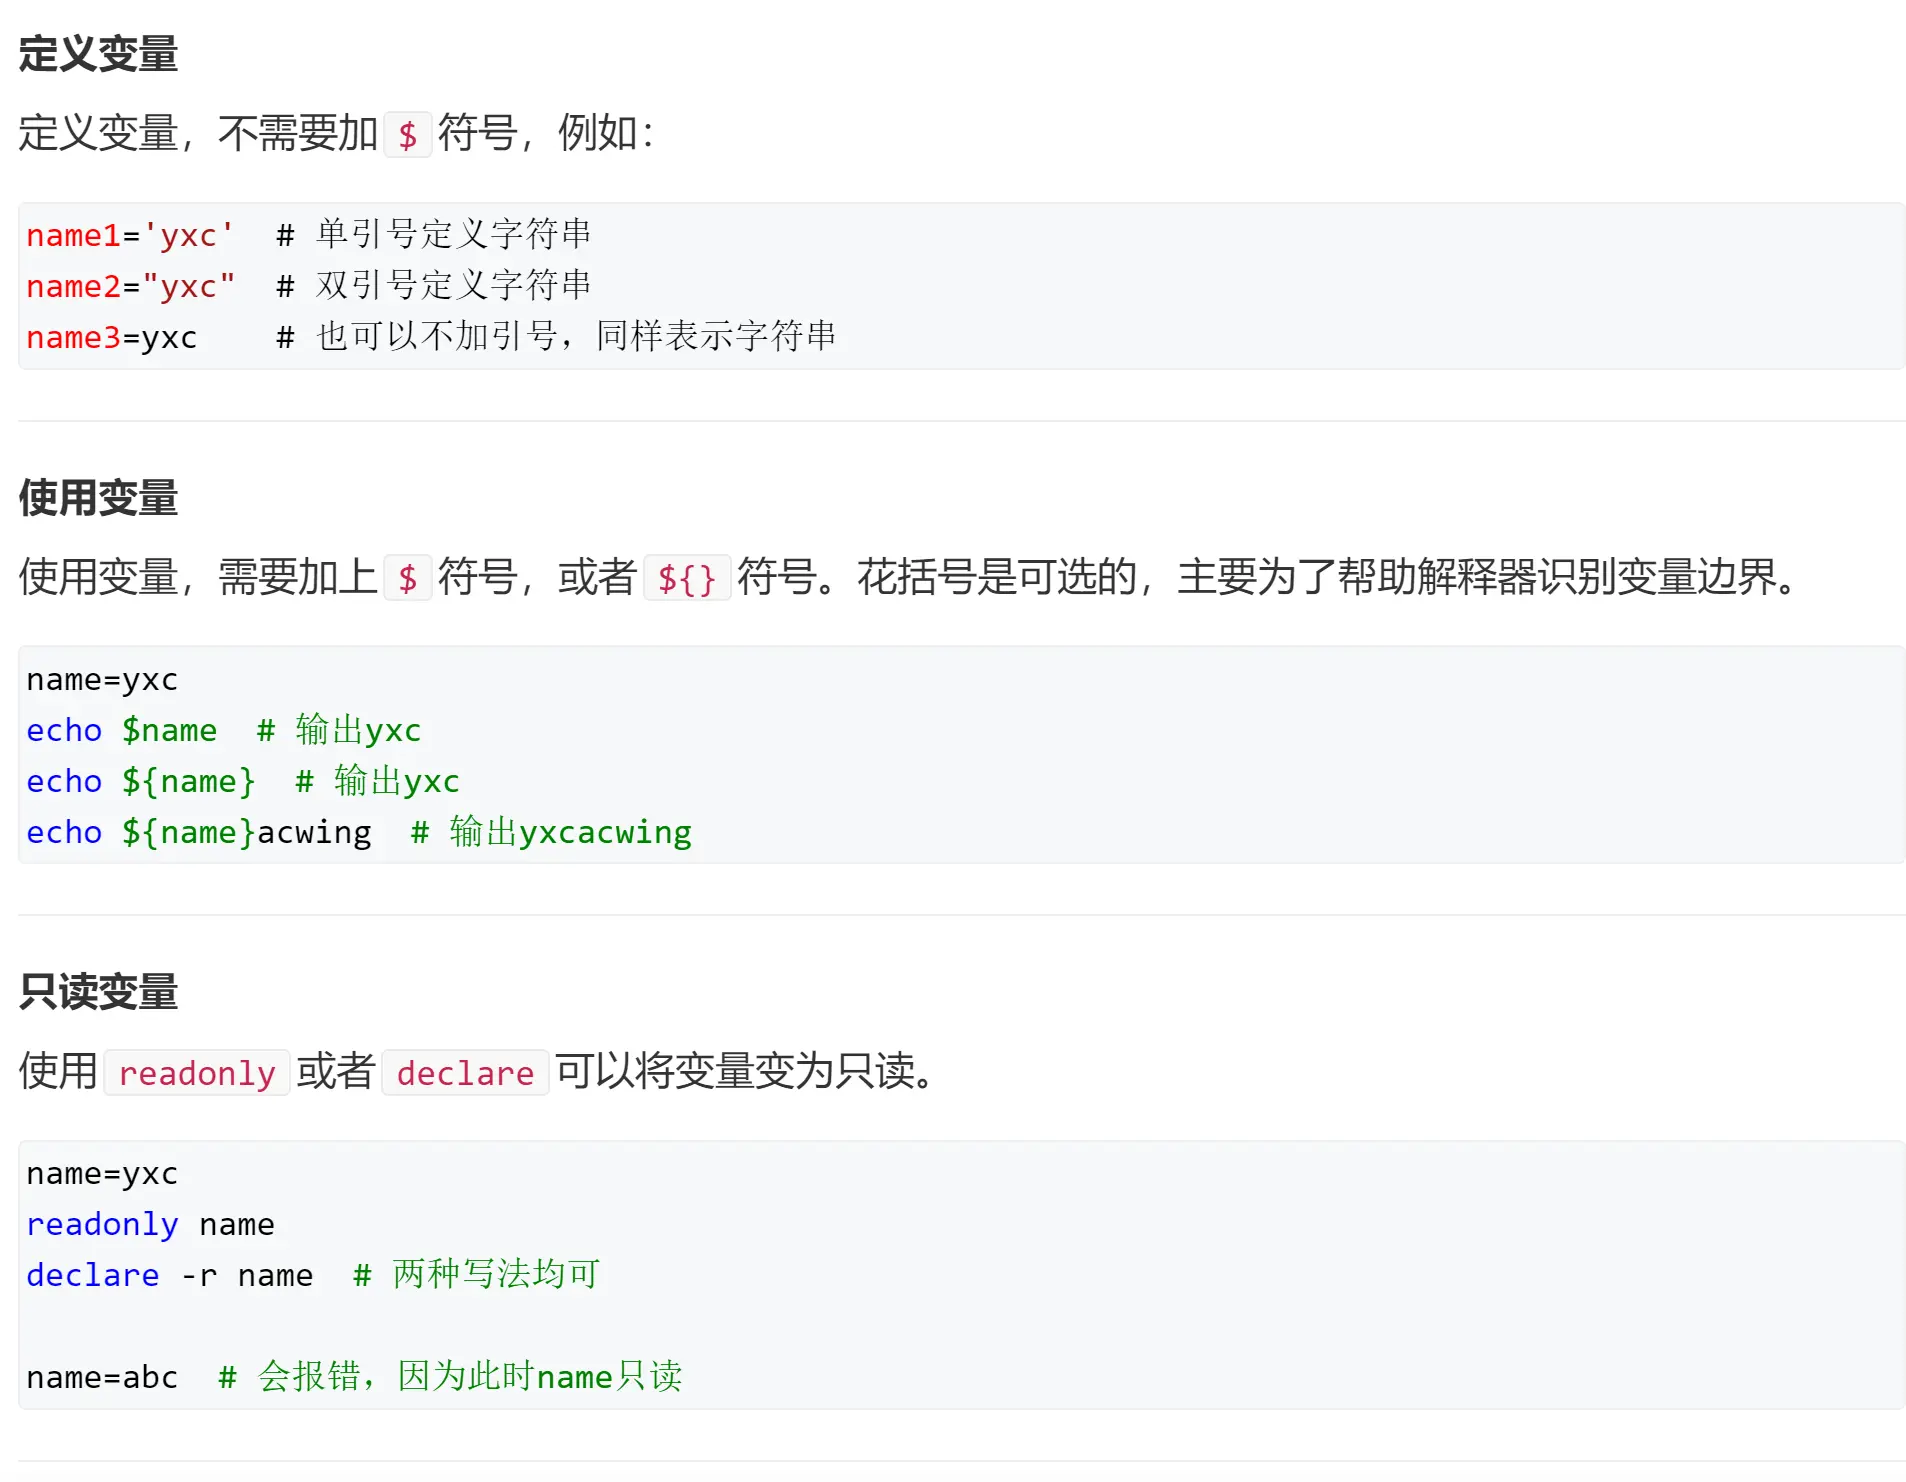 定义变量
定义变量，不需要加 $ 符号，例如：
name1='yxc'  # 单引号定义字符串
name2="yxc"  # 双引号定义字符串
name3=yxc    # 也可以不加引号，同样表示字符串
使用变量
使用变量，需要加上 $ 符号，或者 ${} 符号。花括号是可选的，主要为了帮助解释器识别变量边界。
name=yxc
echo $name  # 输出yxc
echo ${name}  # 输出yxc
echo ${name}acwing  # 输出yxcacwing
只读变量
使用 readonly 或者 declare 可以将变量变为只读。
name=yxc
readonly name
declare -r name  # 两种写法均可
name=abc  # 会报错，因为此时name只读